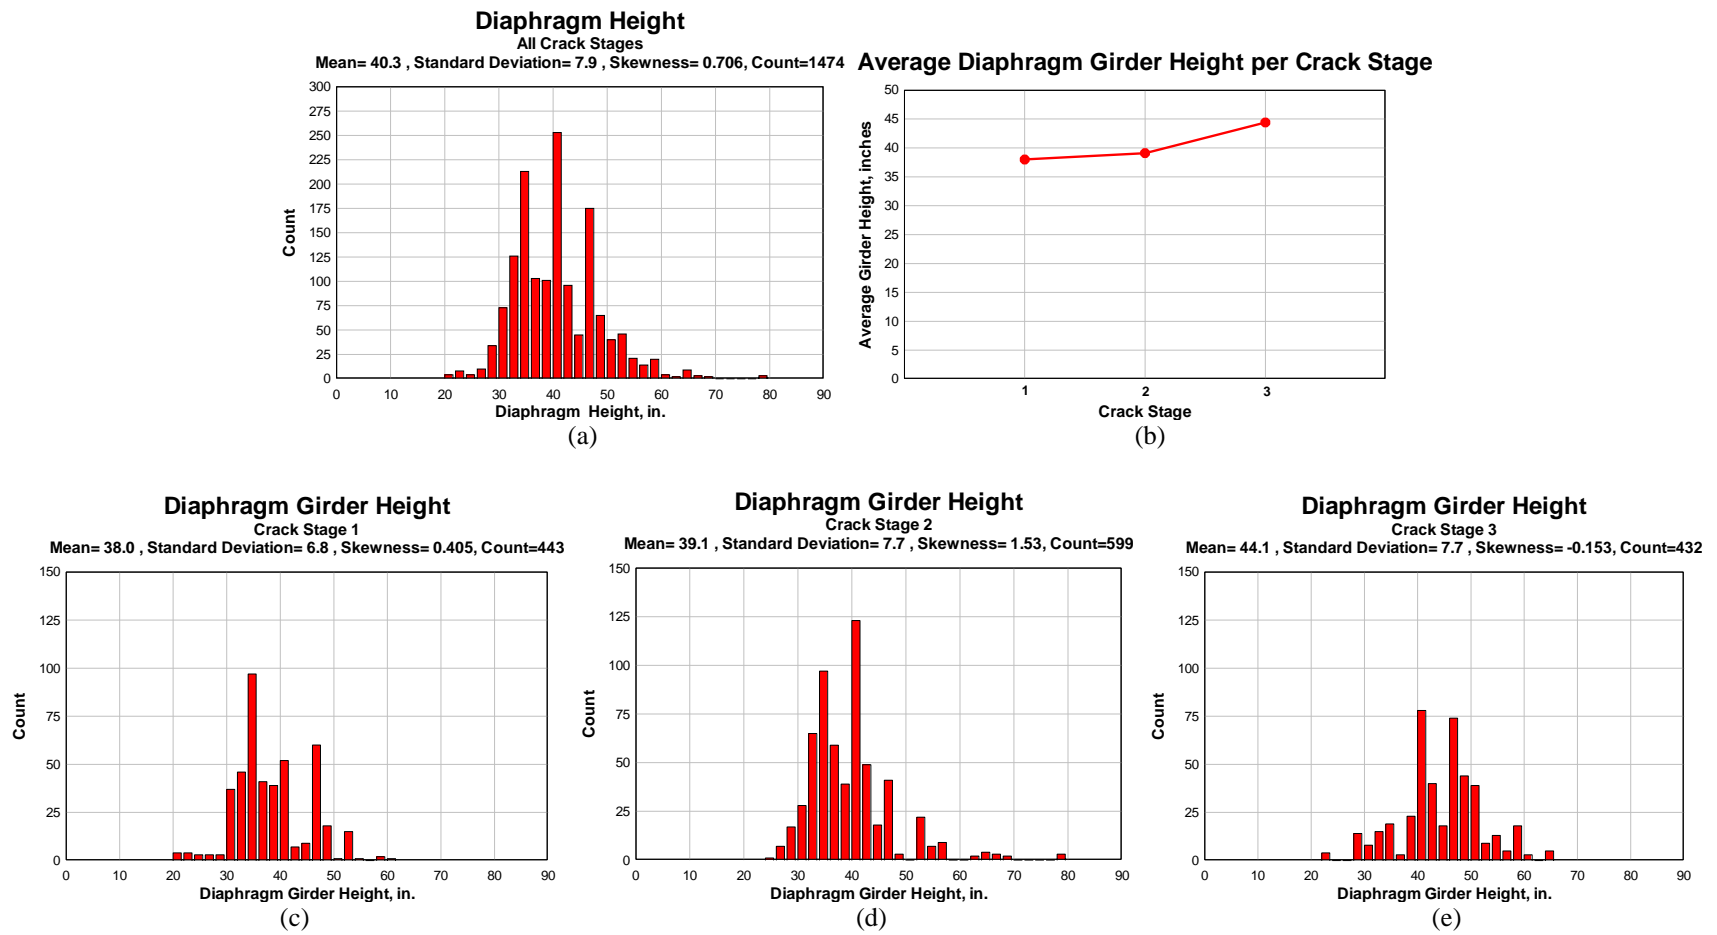 Diaphragm Height
All Crack Stages
Mean= 40.3 , Standard Deviation= 7.9 , Skewness= 0.706, Count=1474
300
275
250
225
200
175
150
125
100
75
50
25
0
Count
0 10 20 30 40 50 60 70 80 90
Diaphragm Height, in.
(a)
Average Diaphragm Girder Height per Crack Stage
50
45
40
35
30
25
20
15
10
5
0
Average Girder Height, inches
1 2 3
Crack Stage
(b)
Diaphragm Girder Height
Crack Stage 1
Mean= 38.0 , Standard Deviation= 6.8 , Skewness= 0.405, Count=443
150
125
100
75
50
25
0
Count
0 10 20 30 40 50 60 70 80 90
Diaphragm Girder Height, in.
(c)
Diaphragm Girder Height
Crack Stage 2
Mean= 39.1 , Standard Deviation= 7.7 , Skewness= 1.53, Count=599
150
125
100
75
50
25
0
Count
0 10 20 30 40 50 60 70 80 90
Diaphragm Girder Height, in.
(d)
Diaphragm Girder Height
Crack Stage 3
Mean= 44.1 , Standard Deviation= 7.7 , Skewness= -0.153, Count=432
150
125
100
75
50
25
0
Count
0 10 20 30 40 50 60 70 80 90
Diaphragm Girder Height, in.
(e)